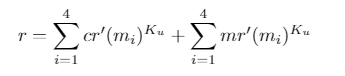 r = \sum_{i=1}^{4} cr'(m_i)^{K_u} + \sum_{i=1}^{4} mr'(m_i)^{K_u}